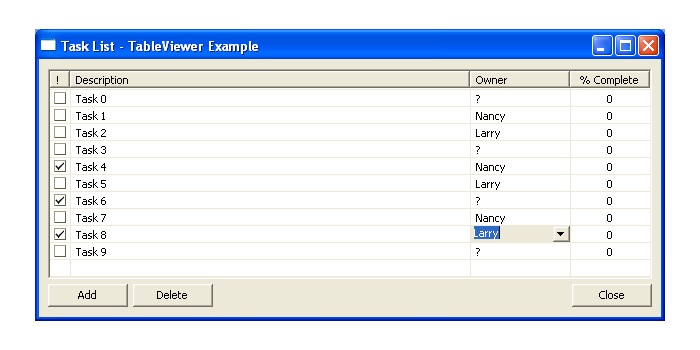 Task List - TableViewer Example
! Description Owner % Complete
Task 0 ? 0
Task 1 Nancy 0
Task 2 Larry 0
Task 3 ? 0
Task 4 Nancy 0
Task 5 Larry 0
Task 6 ? 0
Task 7 Nancy 0
Task 8 Larry 0
Task 9 ? 0
Add Delete Close